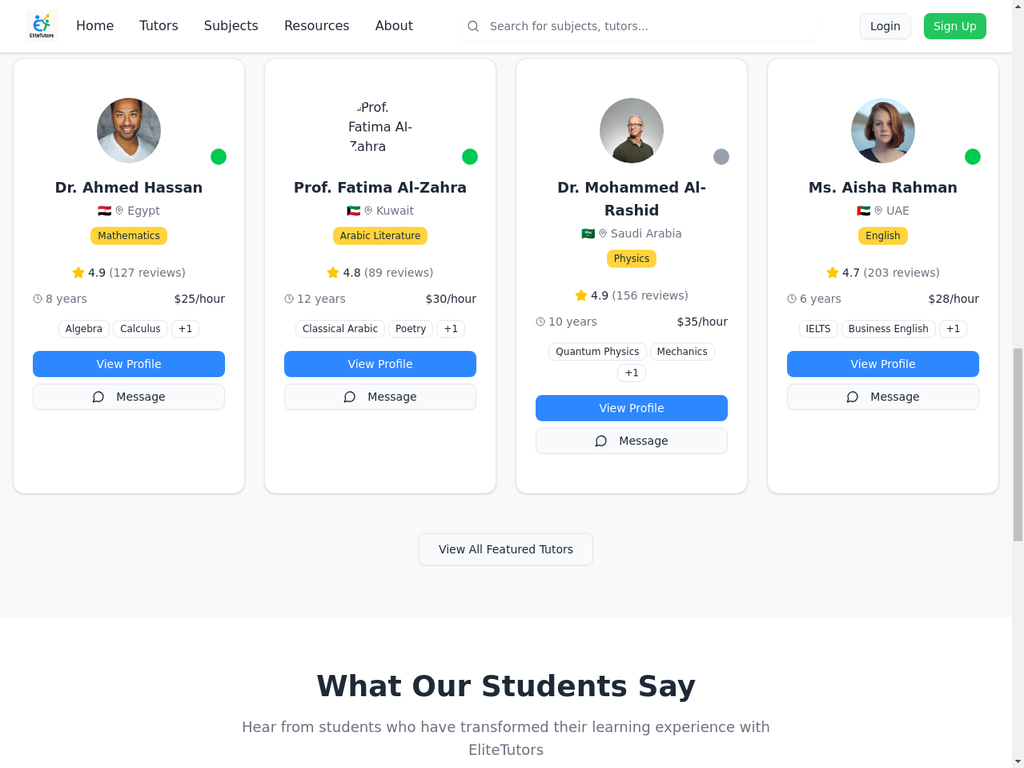 EliteTutors
Home Tutors Subjects Resources About Search for subjects, tutors... Login Sign Up
Dr. Ahmed Hassan
Egypt
Mathematics
4.9 (127 reviews)
8 years $25/hour
Algebra Calculus +1
View Profile
Message
Prof.
Fatima Al-
Zahra
Prof. Fatima Al-Zahra
Kuwait
Arabic Literature
4.8 (89 reviews)
12 years $30/hour
Classical Arabic Poetry +1
View Profile
Message
Dr. Mohammed Al-
Rashid
Saudi Arabia
Physics
4.9 (156 reviews)
10 years $35/hour
Quantum Physics Mechanics
+1
View Profile
Message
Ms. Aisha Rahman
UAE
English
4.7 (203 reviews)
6 years $28/hour
IELTS Business English +1
View Profile
Message
View All Featured Tutors
What Our Students Say
Hear from students who have transformed their learning experience with
EliteTutors